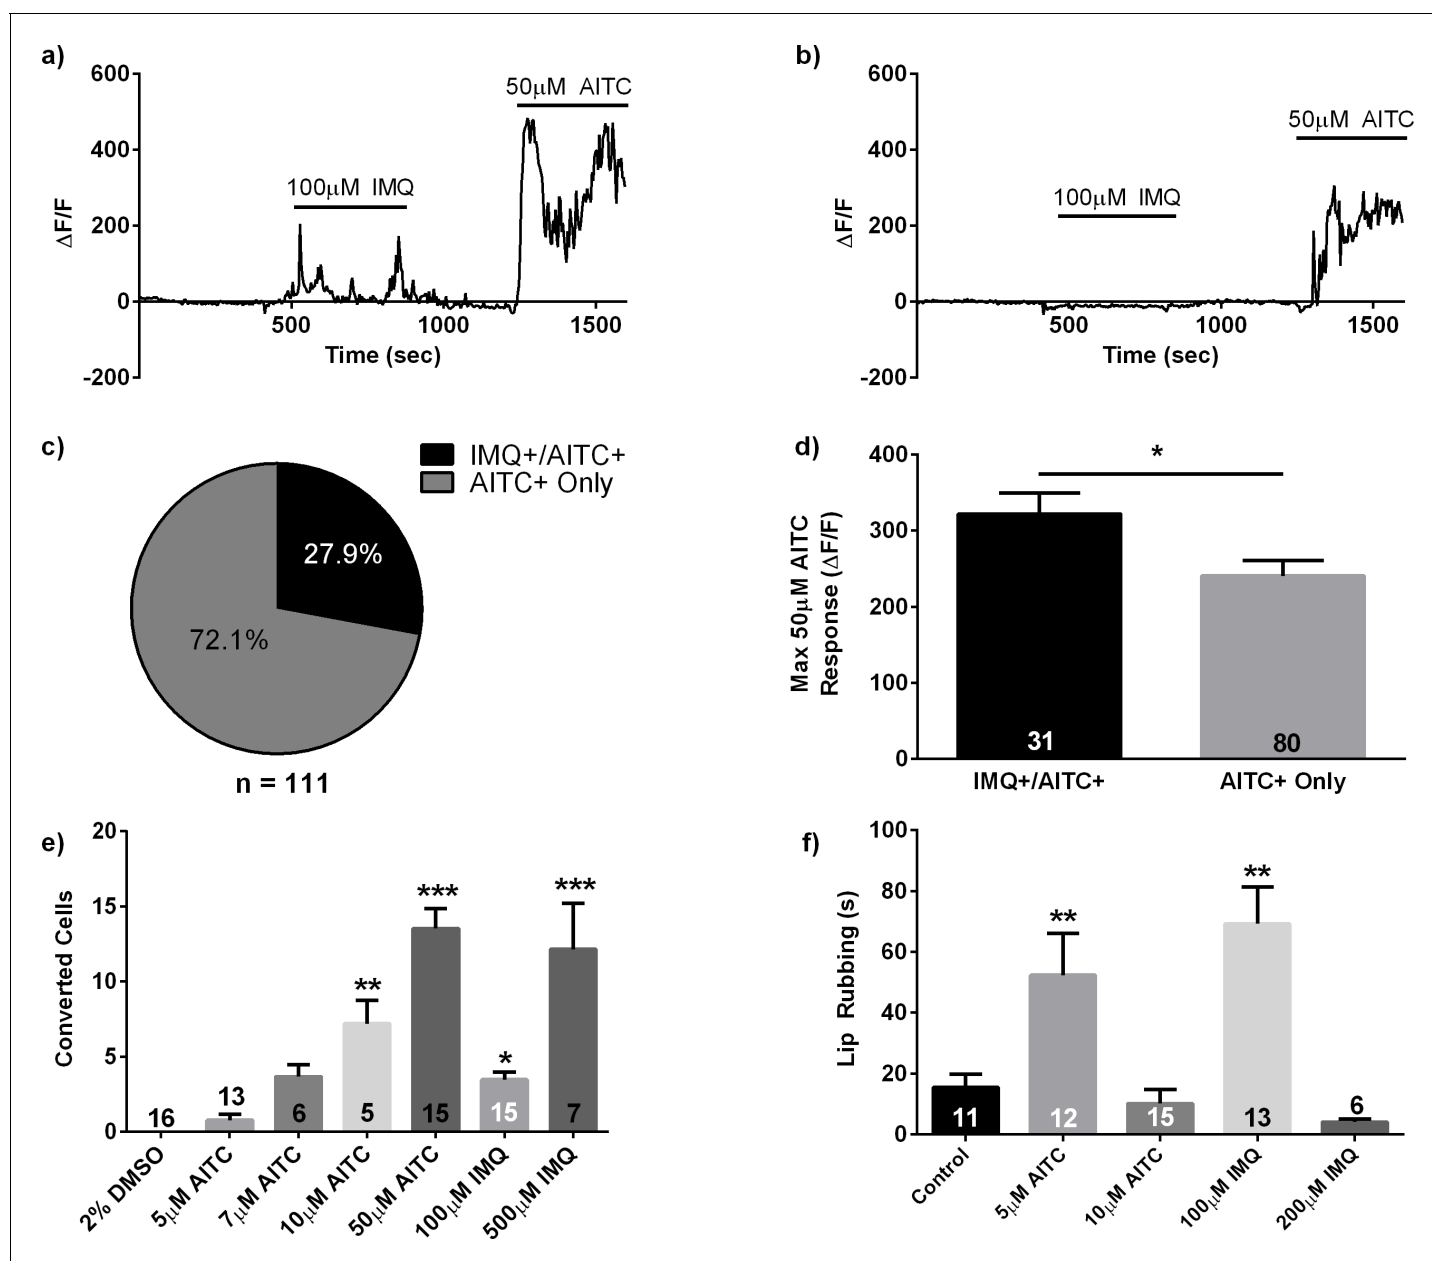 a)
600
400
200
0
-200
ΔF/F
100μM IMQ
50μM AITC
500
1000
1500
Time (sec)
b)
600
400
200
0
-200
ΔF/F
100μM IMQ
50μM AITC
500
1000
1500
Time (sec)
c)
IMQ+/AITC+
AITC+ Only
27.9%
72.1%
n = 111
d)
400
300
200
100
0
Max 50μM AITC
Response (ΔF/F)
*
31
80
IMQ+/AITC+
AITC+ Only
e)
20
15
10
5
0
Converted Cells
16
13
6
**
5
***
15
*
15
***
7
2% DMSO
5μM AITC
7μM AITC
10μM AITC
50μM AITC
100μM IMQ
500μM IMQ
f)
100
80
60
40
20
0
Lip Rubbing (s)
11
**
12
15
**
13
6
Control
5μM AITC
10μM AITC
100μM IMQ
200μM IMQ